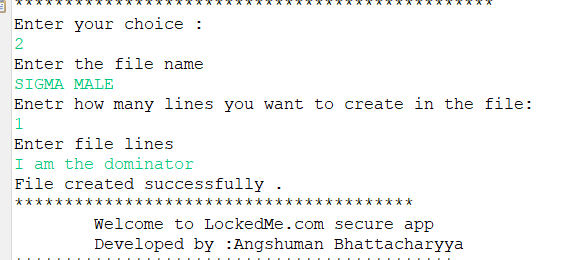 ************************************************
Enter your choice :
2
Enter the file name
SIGMA MALE
Enetr how many lines you want to create in the file:
1
Enter file lines
I am the dominator
File created successfully .
****************************************
Welcome to LockedMe.com secure app
Developed by :Angshuman Bhattacharyya